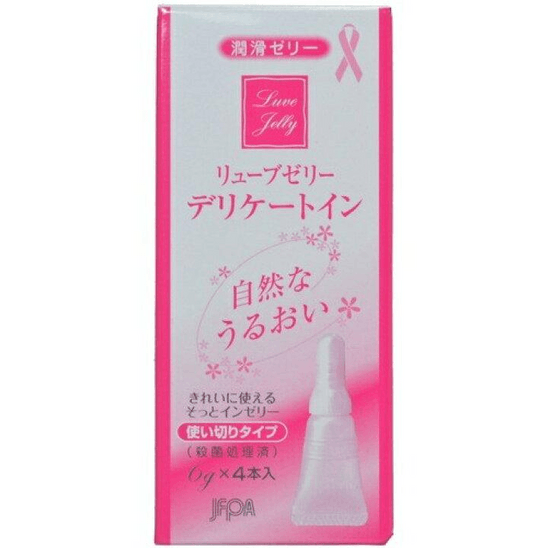 潤滑ゼリー
Luve
Jelly
リューブゼリー
デリケートイン
自然な
うるおい
きれいに使える
そっとインゼリー
使い切りタイプ
(殺菌処理済)
6g×4本入
JFPA